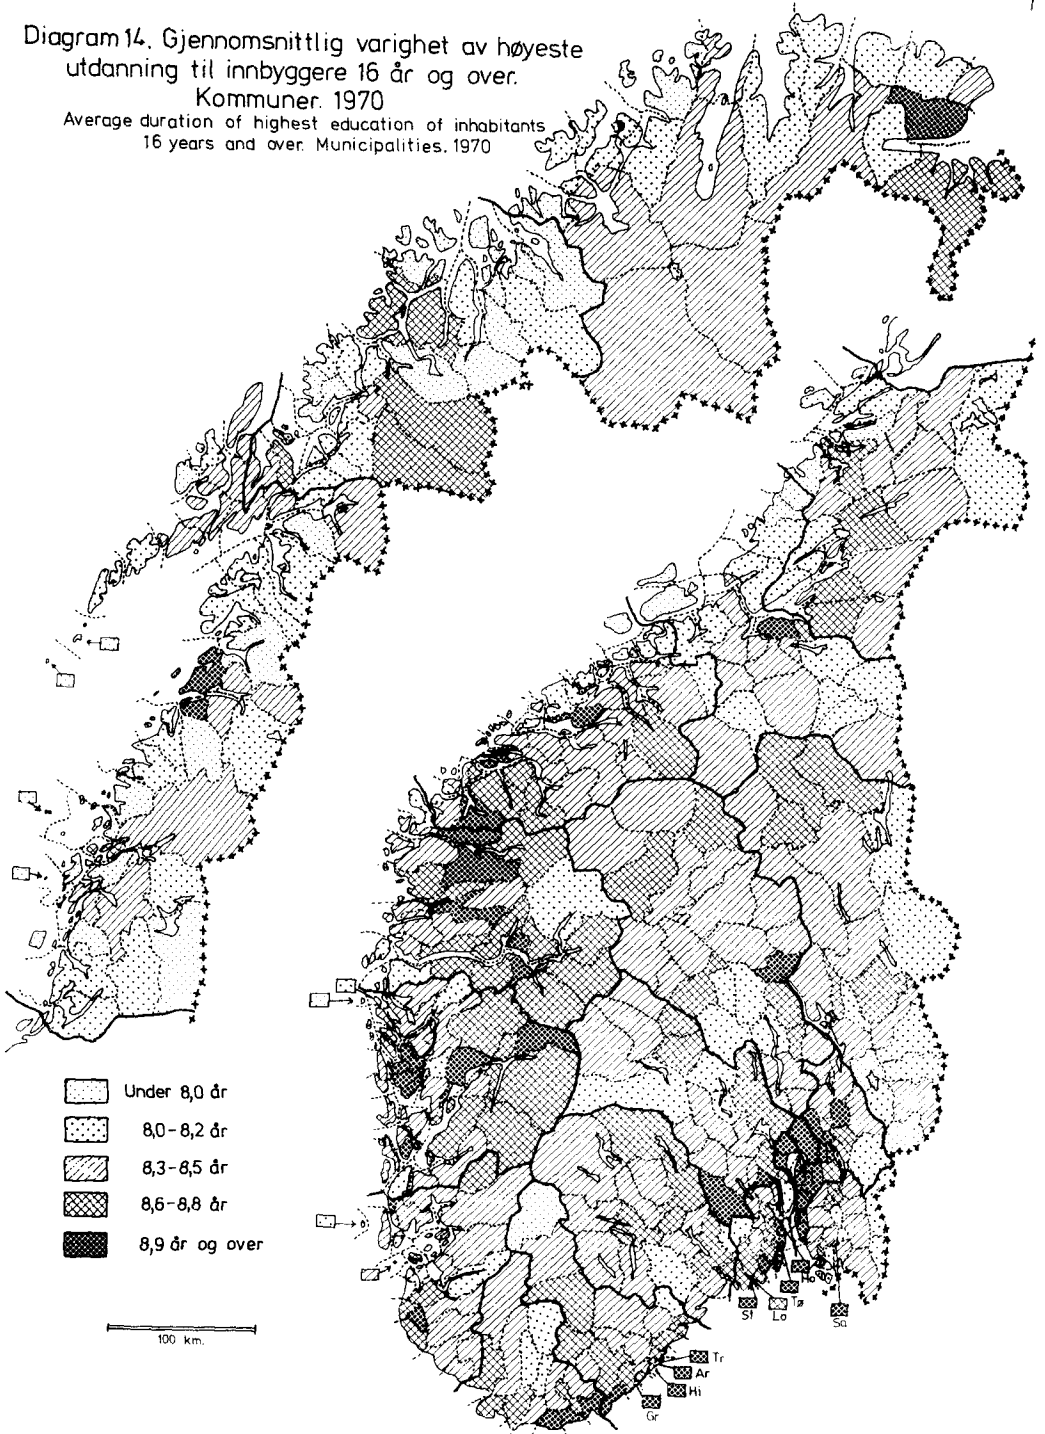 Diagram 14. Gjennomsnittlig varighet av høyeste
utdanning til innbyggere 16 år og over.
Kommuner. 1970
Average duration of highest education of inhabitants
16 years and over. Municipalities. 1970
Under 8,0 år
8,0-8,2 år
8,3-8,5 år
8,6-8,8 år
8,9 år og over
100 km.
Ho
Tø
St Lo
Sa
Tr
Ar
Hi
Gr